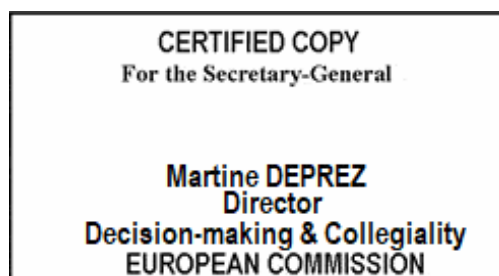 CERTIFIED COPY
For the Secretary-General
Martine DEPREZ
Director
Decision-making & Collegiality
EUROPEAN COMMISSION